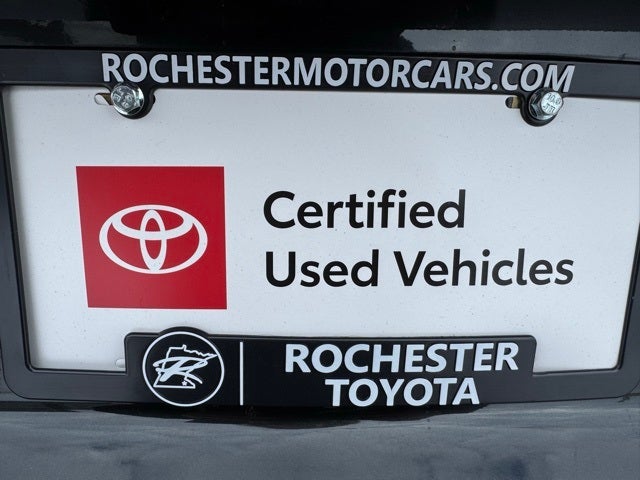 ROCHESTERMOTORCARS.COM
Certified
Used Vehicles
ROCHESTER
TOYOTA